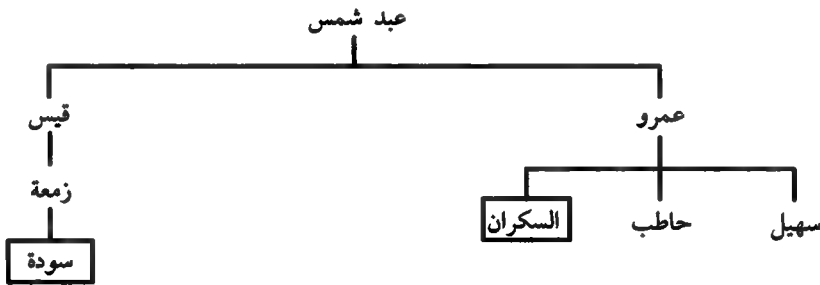 عبد شمس
عمرو
قيس
زمعة
سهيل
حاطب
السكران
سودة